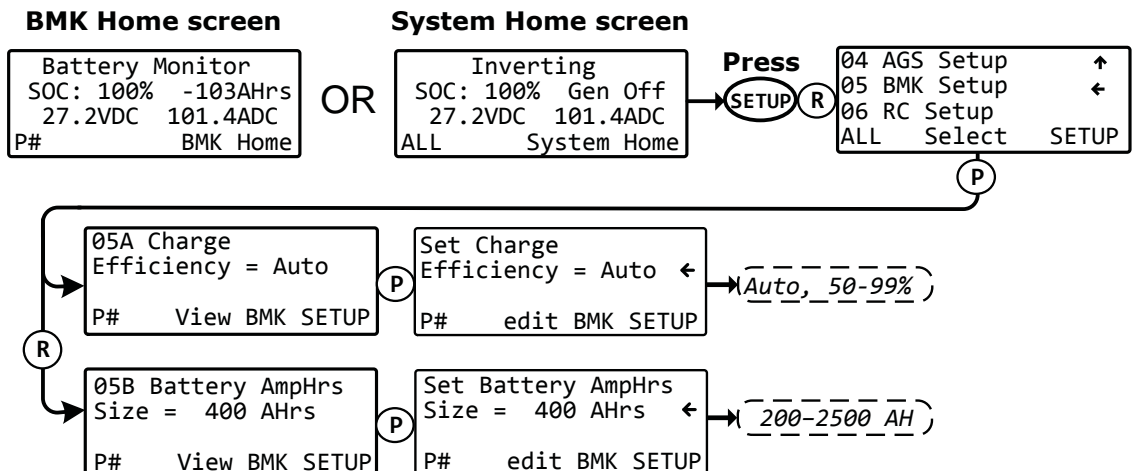 BMK Home screen
System Home screen
Battery Monitor
SOC: 100% -103AHrs
27.2VDC 101.4ADC
P# BMK Home
OR
Inverting
SOC: 100% Gen Off
27.2VDC 101.4ADC
ALL System Home
Press
SETUP
R
04 AGS Setup ↑
05 BMK Setup ←
06 RC Setup
ALL Select SETUP
P
05A Charge
Efficiency = Auto
P# View BMK SETUP
P
Set Charge
Efficiency = Auto ←
P# edit BMK SETUP
Auto, 50-99%
R
05B Battery AmpHrs
Size = 400 AHrs
P# View BMK SETUP
P
Set Battery AmpHrs
Size = 400 AHrs ←
P# edit BMK SETUP
200–2500 AH